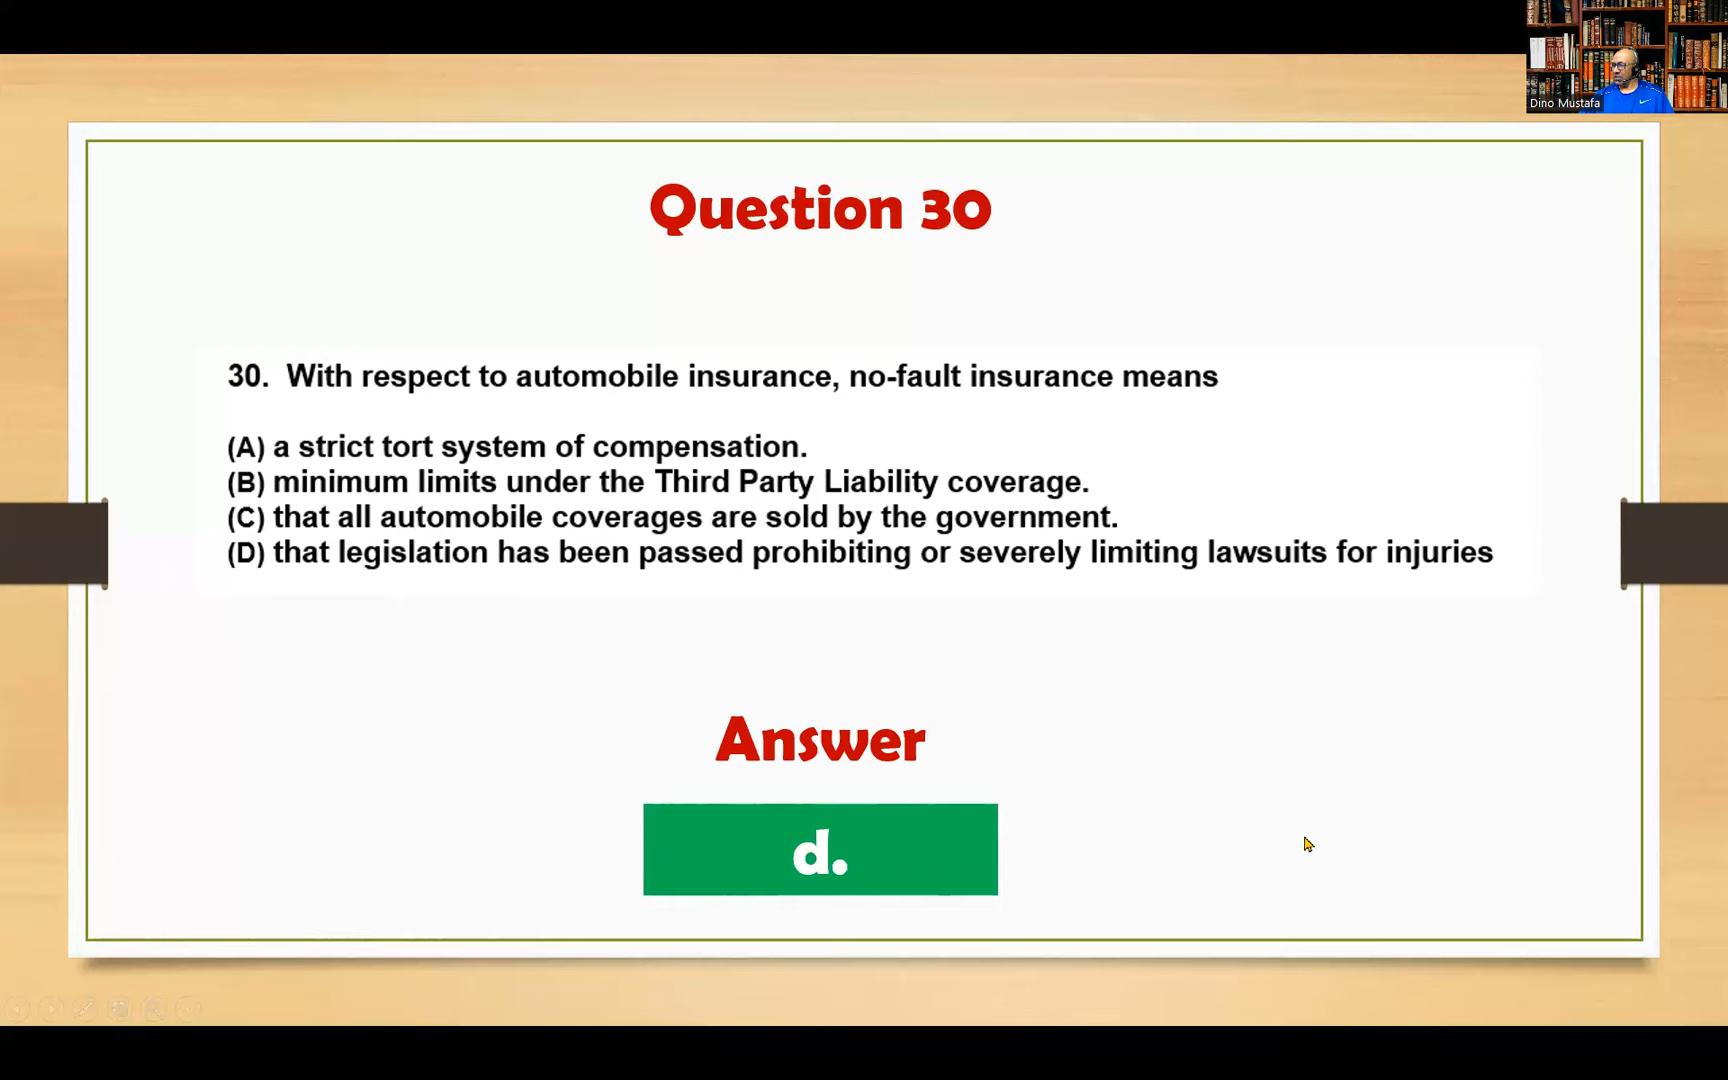 Dino Mustafa
Question 30
30. With respect to automobile insurance, no-fault insurance means
(A) a strict tort system of compensation.
(B) minimum limits under the Third Party Liability coverage.
(C) that all automobile coverages are sold by the government.
(D) that legislation has been passed prohibiting or severely limiting lawsuits for injuries
Answer
d.